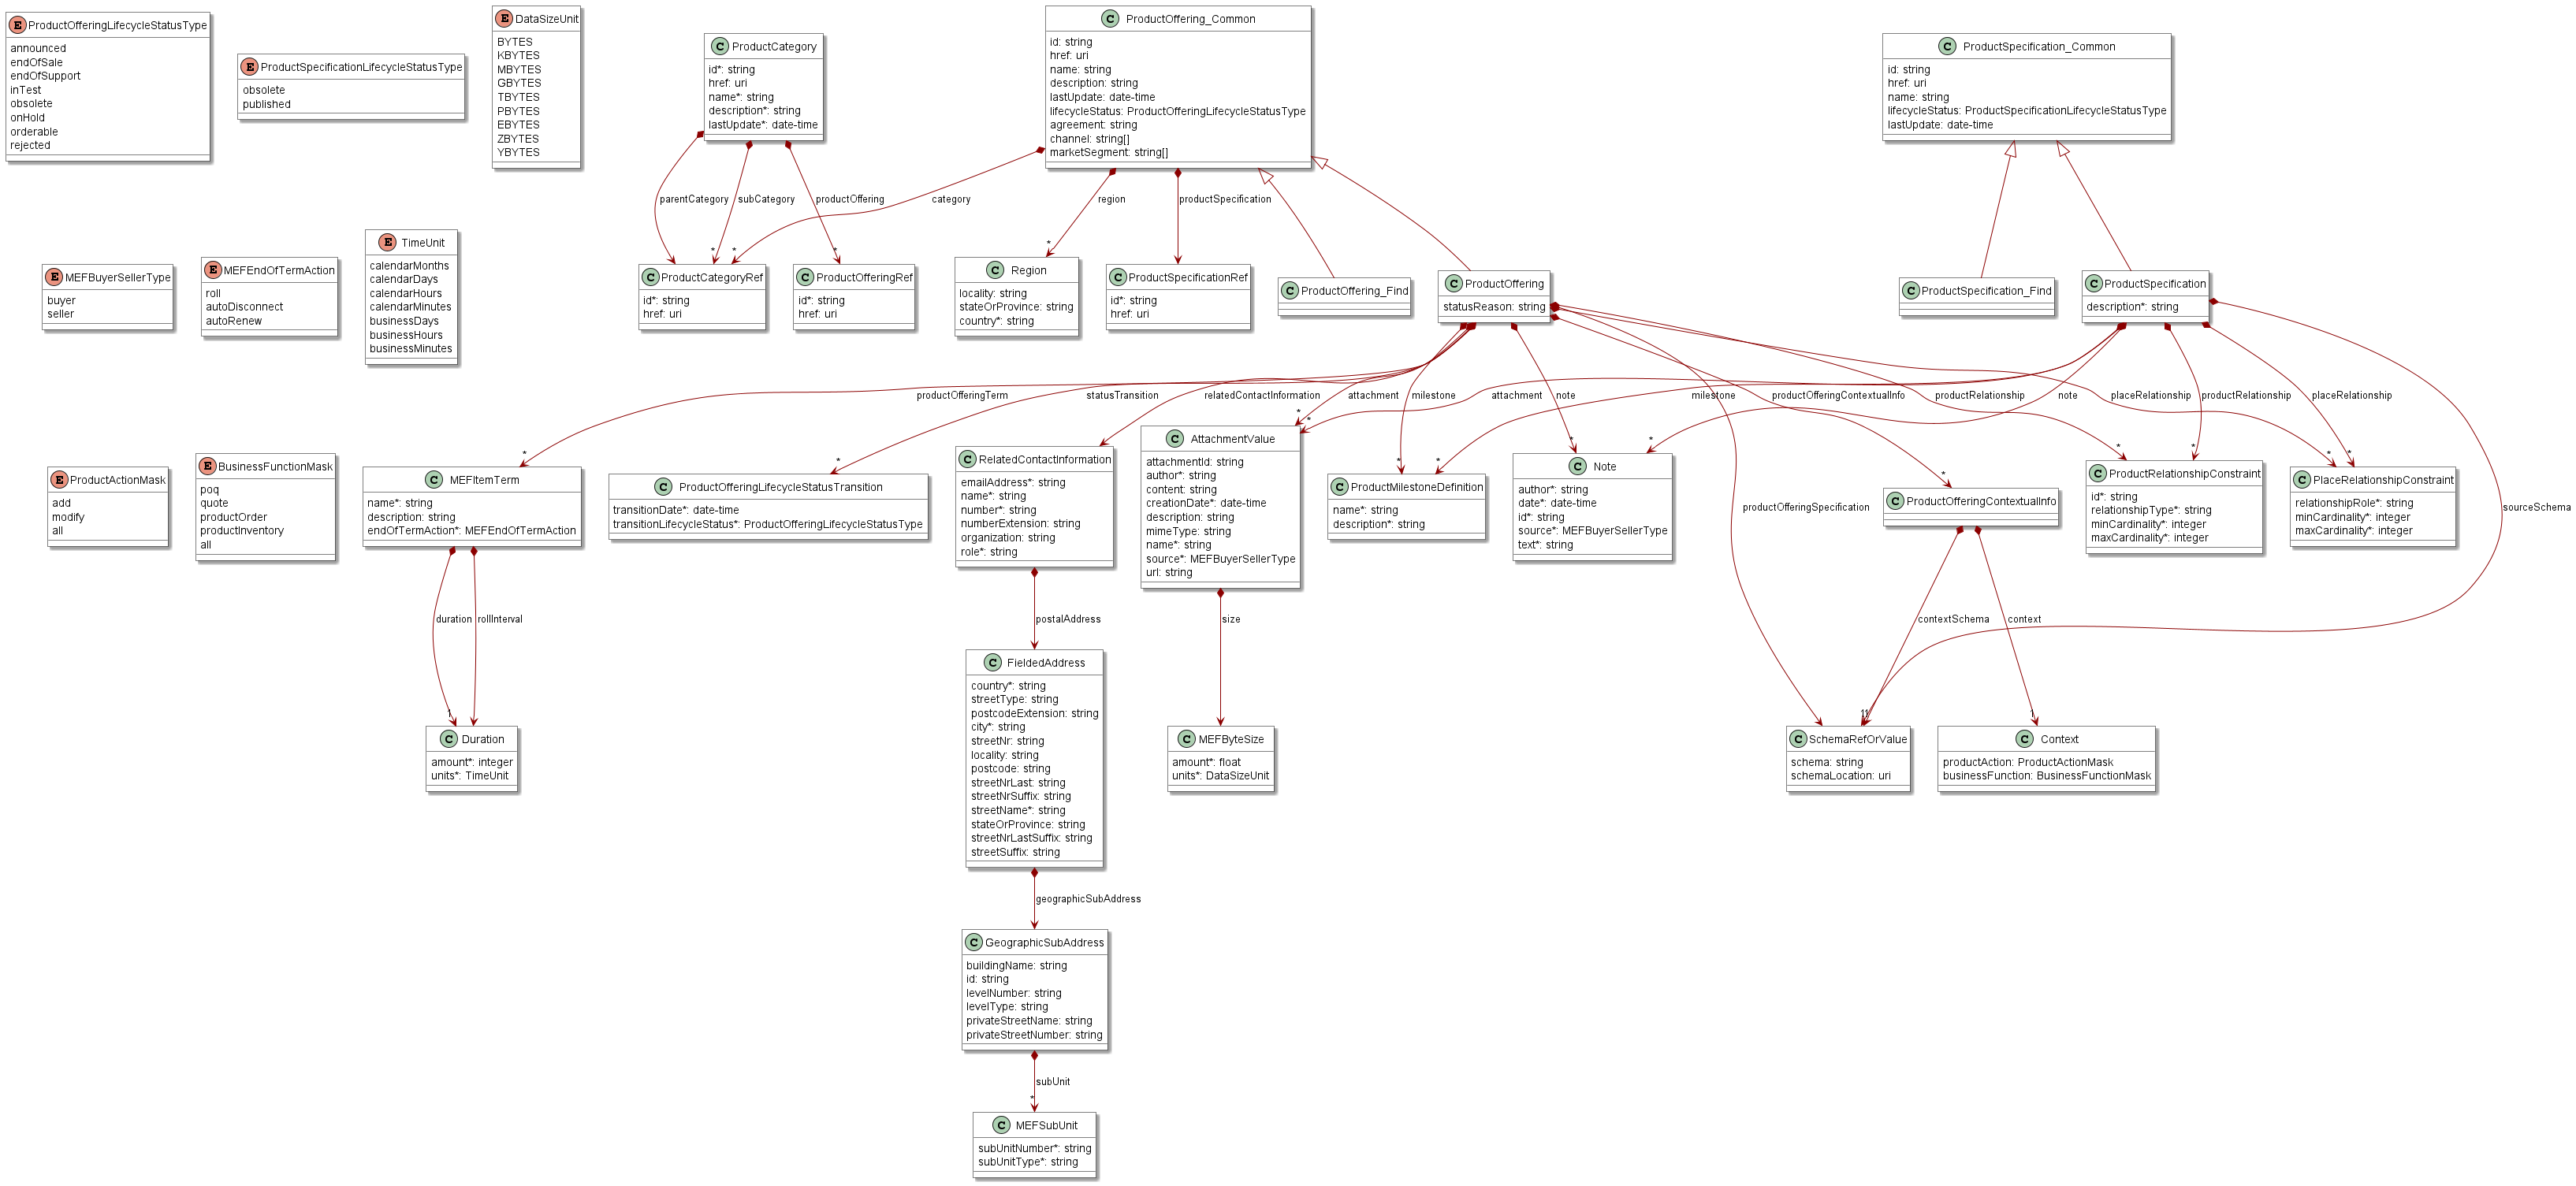 E ProductOfferingLifecycleStatusType
announced
endOfSale
endOfSupport
inTest
obsolete
onHold
orderable
rejected
E ProductSpecificationLifecycleStatusType
obsolete
published
E DataSizeUnit
BYTES
KBYTES
MBYTES
GBYTES
TBYTES
PBYTES
EBYTES
ZBYTES
YBYTES
C ProductCategory
id*: string
href: uri
name*: string
description*: string
lastUpdate*: date-time
C ProductOffering_Common
id: string
href: uri
name: string
description: string
lastUpdate: date-time
lifecycleStatus: ProductOfferingLifecycleStatusType
agreement: string
channel: string[]
marketSegment: string[]
C ProductSpecification_Common
id: string
href: uri
name: string
lifecycleStatus: ProductSpecificationLifecycleStatusType
lastUpdate: date-time
parentCategory
subCategory
productOffering
category
region
productSpecification
*
*
*
*
E MEFBuyerSellerType
buyer
seller
E MEFEndOfTermAction
roll
autoDisconnect
autoRenew
E TimeUnit
calendarMonths
calendarDays
calendarHours
calendarMinutes
businessDays
businessHours
businessMinutes
C ProductCategoryRef
id*: string
href: uri
C ProductOfferingRef
id*: string
href: uri
C Region
locality: string
stateOrProvince: string
country*: string
C ProductSpecificationRef
id*: string
href: uri
C ProductOffering_Find
C ProductOffering
statusReason: string
C ProductSpecification_Find
C ProductSpecification
description*: string
productOfferingTerm
statusTransition
relatedContactInformation
attachment
milestone
attachment
note
milestone
productOfferingContextualInfo
productRelationship
note
placeRelationship
productRelationship
placeRelationship
*
*
*
*
*
*
*
*
*
*
*
*
*
E ProductActionMask
add
modify
all
E BusinessFunctionMask
poq
quote
productOrder
productInventory
all
C MEFItemTerm
name*: string
description: string
endOfTermAction*: MEFEndOfTermAction
C ProductOfferingLifecycleStatusTransition
transitionDate*: date-time
transitionLifecycleStatus*: ProductOfferingLifecycleStatusType
C RelatedContactInformation
emailAddress*: string
name*: string
number*: string
numberExtension: string
organization: string
role*: string
C AttachmentValue
attachmentId: string
author*: string
content: string
creationDate*: date-time
description: string
mimeType: string
name*: string
source*: MEFBuyerSellerType
url: string
C ProductMilestoneDefinition
name*: string
description*: string
C Note
author*: string
date*: date-time
id*: string
source*: MEFBuyerSellerType
text*: string
productOfferingSpecification
C ProductOfferingContextualInfo
C ProductRelationshipConstraint
id*: string
relationshipType*: string
minCardinality*: integer
maxCardinality*: integer
C PlaceRelationshipConstraint
relationshipRole*: string
minCardinality*: integer
maxCardinality*: integer
sourceSchema
duration
rollInterval
postalAddress
size
contextSchema
context
C FieldedAddress
country*: string
streetType: string
postcodeExtension: string
city*: string
streetNr: string
locality: string
postcode: string
streetNrLast: string
streetNrSuffix: string
streetName*: string
stateOrProvince: string
streetNrLastSuffix: string
streetSuffix: string
1
1
1
1
C Duration
amount*: integer
units*: TimeUnit
C MEFByteSize
amount*: float
units*: DataSizeUnit
C SchemaRefOrValue
schema: string
schemaLocation: uri
C Context
productAction: ProductActionMask
businessFunction: BusinessFunctionMask
geographicSubAddress
C GeographicSubAddress
buildingName: string
id: string
levelNumber: string
levelType: string
privateStreetName: string
privateStreetNumber: string
subUnit
*
C MEFSubUnit
subUnitNumber*: string
subUnitType*: string